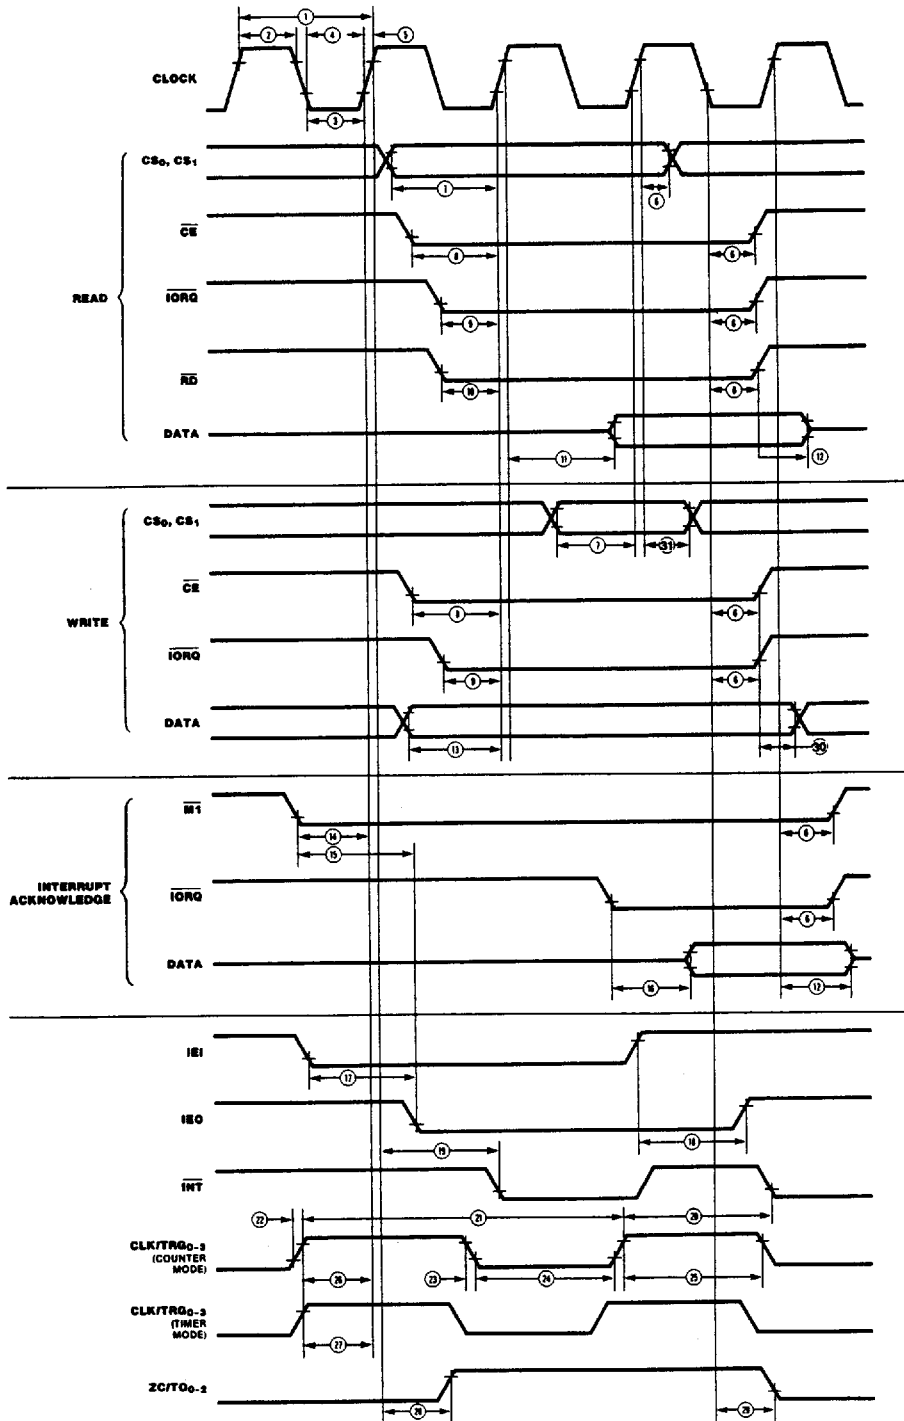 1
2 4 5
CLOCK
3
CS0, CS1
7 6
CE
8 6
READ
IORQ
9 6
RD
10 6
DATA
11 12
CS0, CS1
7 31
CE
8 6
WRITE
IORQ
9 6
DATA
13 30
M1
14 6
15
INTERRUPT
ACKNOWLEDGE
IORQ
6
DATA
16 12
IEI
17
IEO
19 18
INT
22 21 20
CLK/TRG0-3
(COUNTER
MODE)
26 23 24 25
CLK/TRG0-3
(TIMER
MODE)
27
ZC/TO0-2
28 29